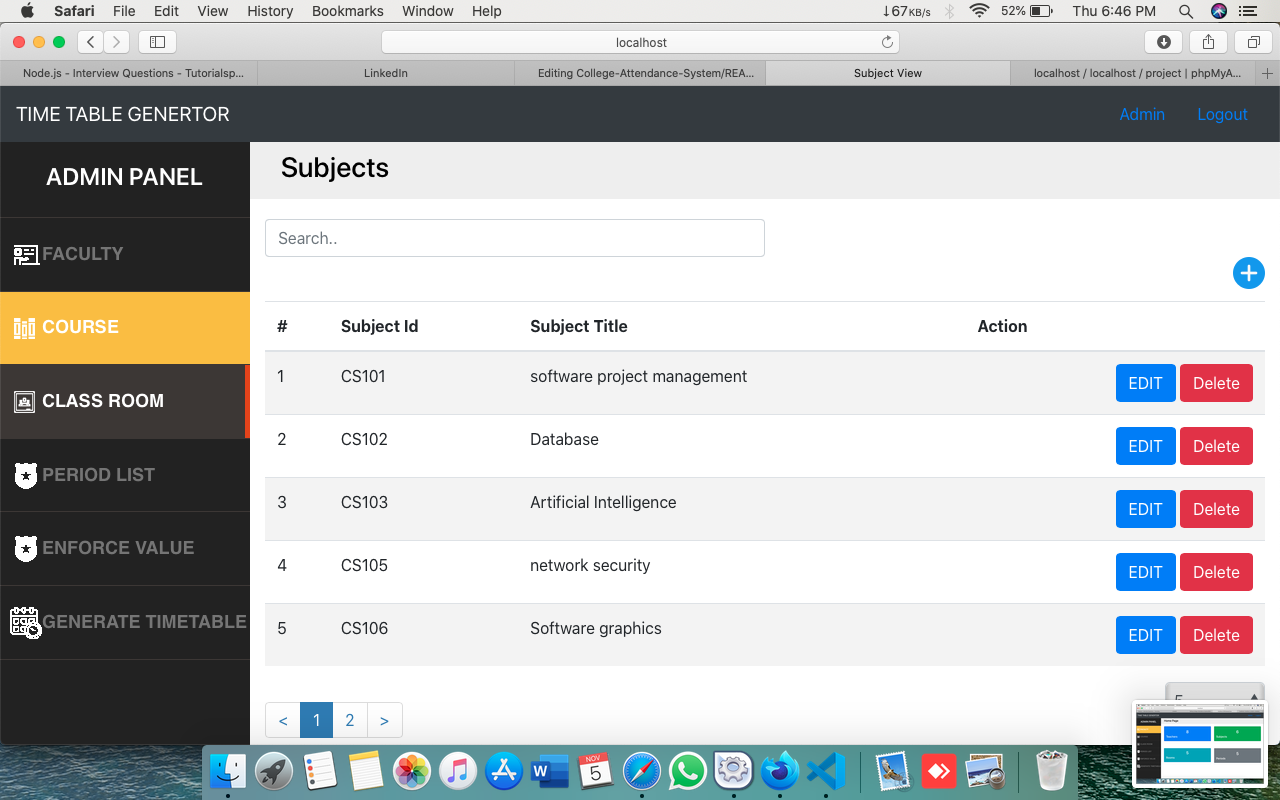 Safari File Edit View History Bookmarks Window Help ↓67KB/s 52% Thu 6:46 PM
localhost
Node.js - Interview Questions - Tutorialsp... LinkedIn Editing College-Attendance-System/REA... Subject View localhost / localhost / project | phpMyA... +
TIME TABLE GENERTOR Admin Logout
ADMIN PANEL
FACULTY
COURSE
CLASS ROOM
PERIOD LIST
ENFORCE VALUE
GENERATE TIMETABLE
Subjects
Search..
# Subject Id Subject Title Action
1 CS101 software project management EDIT Delete
2 CS102 Database EDIT Delete
3 CS103 Artificial Intelligence EDIT Delete
4 CS105 network security EDIT Delete
5 CS106 Software graphics EDIT Delete
< 1 2 >
5
W
NOV
5